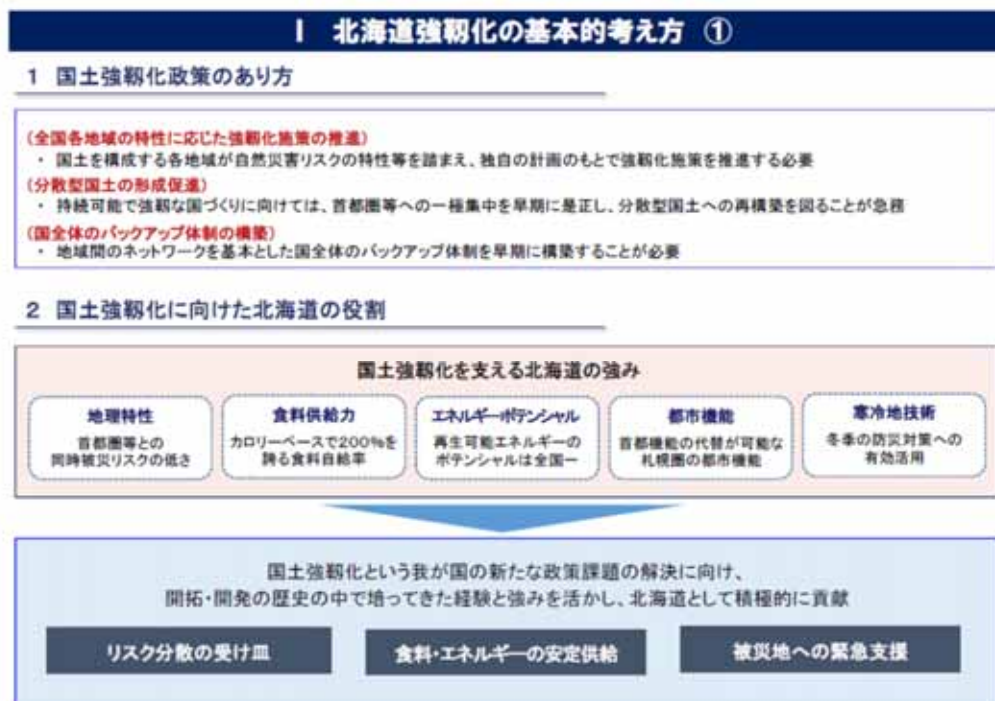 Ⅰ 北海道強靱化の基本的考え方 ①
1 国土強靱化政策のあり方
(全国各地域の特性に応じた強靱化施策の推進)
・ 国土を構成する各地域が自然災害リスクの特性等を踏まえ、独自の計画のもとで強靱化施策を推進する必要
(分散型国土の形成促進)
・ 持続可能で強靱な国づくりに向けては、首都圏等への一極集中を早期に是正し、分散型国土への再構築を図ることが急務
(国全体のバックアップ体制の構築)
・ 地域間のネットワークを基本とした国全体のバックアップ体制を早期に構築することが必要
2 国土強靱化に向けた北海道の役割
国土強靱化を支える北海道の強み
地理特性
首都圏等との
同時被災リスクの低さ
食料供給力
カロリーベースで200%を
誇る食料自給率
エネルギーポテンシャル
再生可能エネルギーの
ポテンシャルは全国一
都市機能
首都機能の代替が可能な
札幌圏の都市機能
寒冷地技術
冬季の防災対策への
有効活用
国土強靱化という我が国の新たな政策課題の解決に向け、
開拓・開発の歴史の中で培ってきた経験と強みを活かし、北海道として積極的に貢献
リスク分散の受け皿
食料・エネルギーの安定供給
被災地への緊急支援